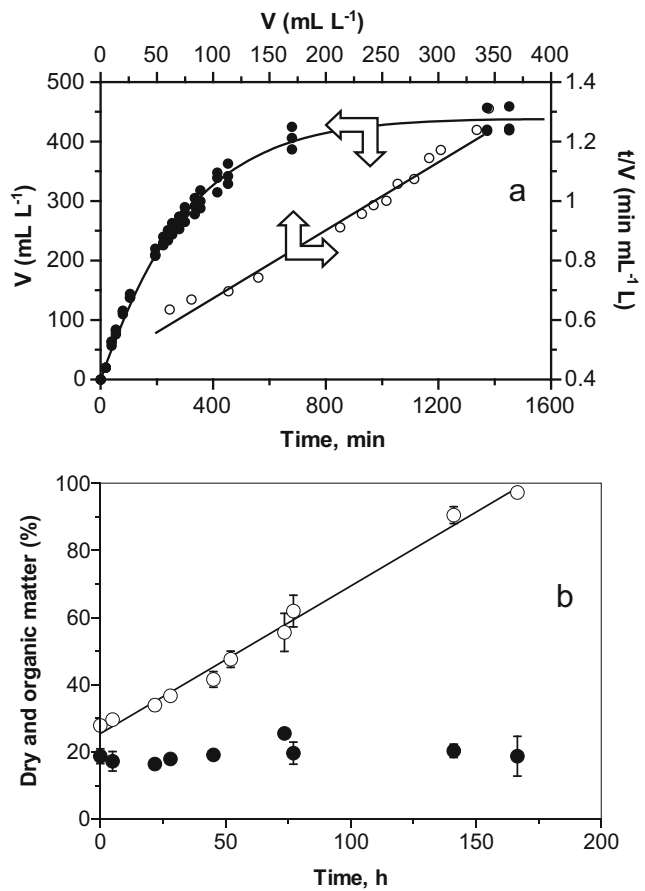 V (mL L⁻¹)
0 50 100 150 200 250 300 350 400
500 400 300 200 100 0
V (mL L⁻¹)
1.4 1.2 1 0.8 0.6 0.4
t/V (min mL⁻¹L)
a
0 400 800 1200 1600
Time, min
100 80 60 40 20 0
Dry and organic matter (%)
b
0 50 100 150 200
Time, h